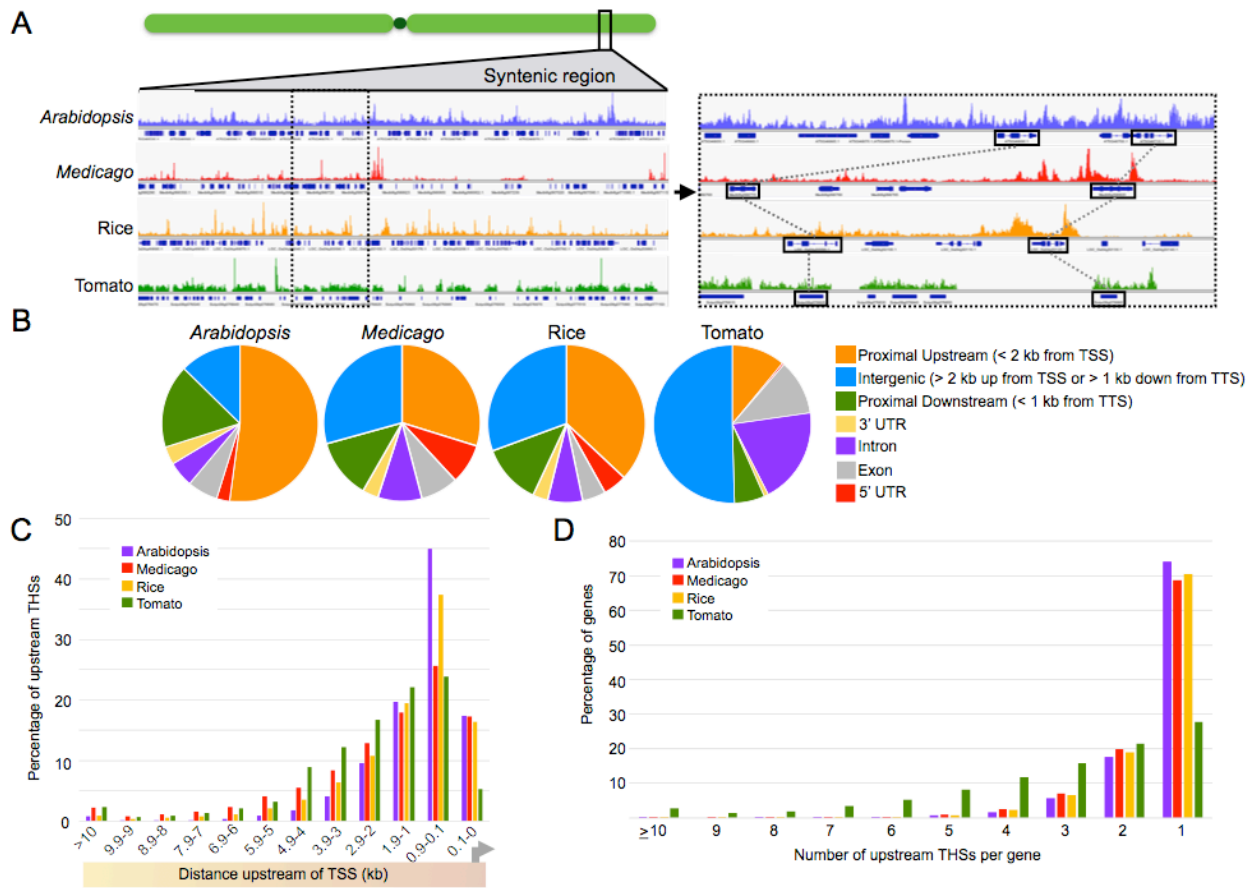 A
Syntenic region
Arabidopsis
Medicago
Rice
Tomato
B
Arabidopsis
Medicago
Rice
Tomato
Proximal Upstream (< 2 kb from TSS)
Intergenic (> 2 kb up from TSS or > 1 kb down from TTS)
Proximal Downstream (< 1 kb from TTS)
3' UTR
Intron
Exon
5' UTR
C
Percentage of upstream THSs
50
40
30
20
10
0
Arabidopsis
Medicago
Rice
Tomato
>10
9.9-9
8.9-8
7.9-7
6.9-6
5.9-5
4.9-4
3.9-3
2.9-2
1.9-1
0.9-0.1
0.1-0
Distance upstream of TSS (kb)
D
Percentage of genes
80
70
60
50
40
30
20
10
Arabidopsis
Medicago
Rice
Tomato
≥10
9
8
7
6
5
4
3
2
1
Number of upstream THSs per gene